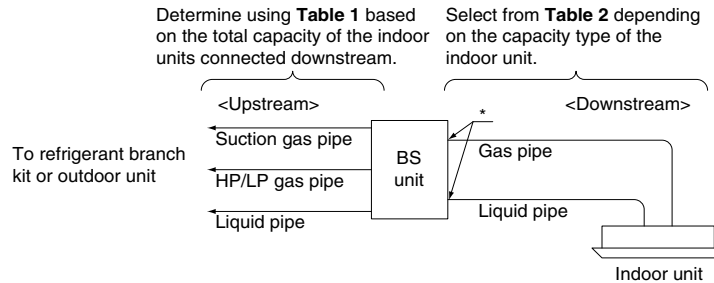 Determine using Table 1 based
on the total capacity of the indoor
units connected downstream.
Select from Table 2 depending
on the capacity type of the
indoor unit.
<Upstream>
<Downstream>
*
To refrigerant branch
kit or outdoor unit
Suction gas pipe
HP/LP gas pipe
Liquid pipe
BS
unit
Gas pipe
Liquid pipe
Indoor unit